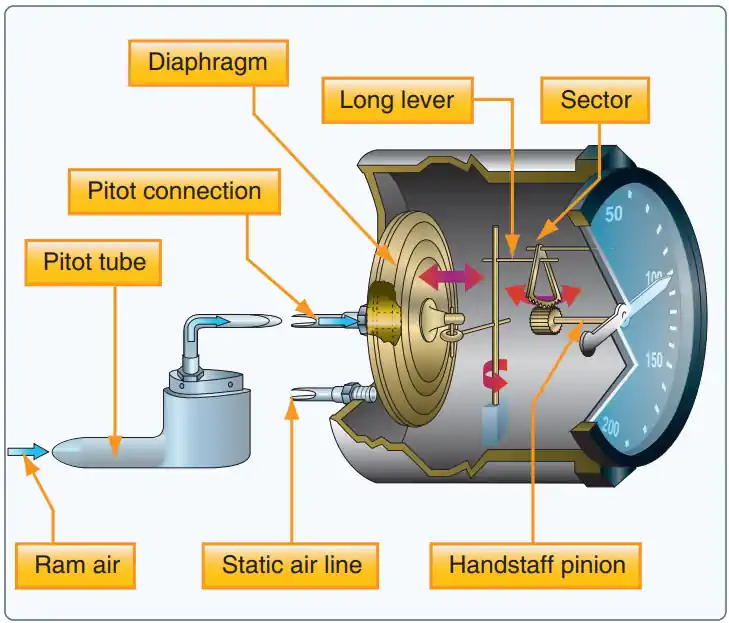 Diaphragm
Long lever
Sector
Pitot connection
Pitot tube
50
100
150
200
Ram air
Static air line
Handstaff pinion